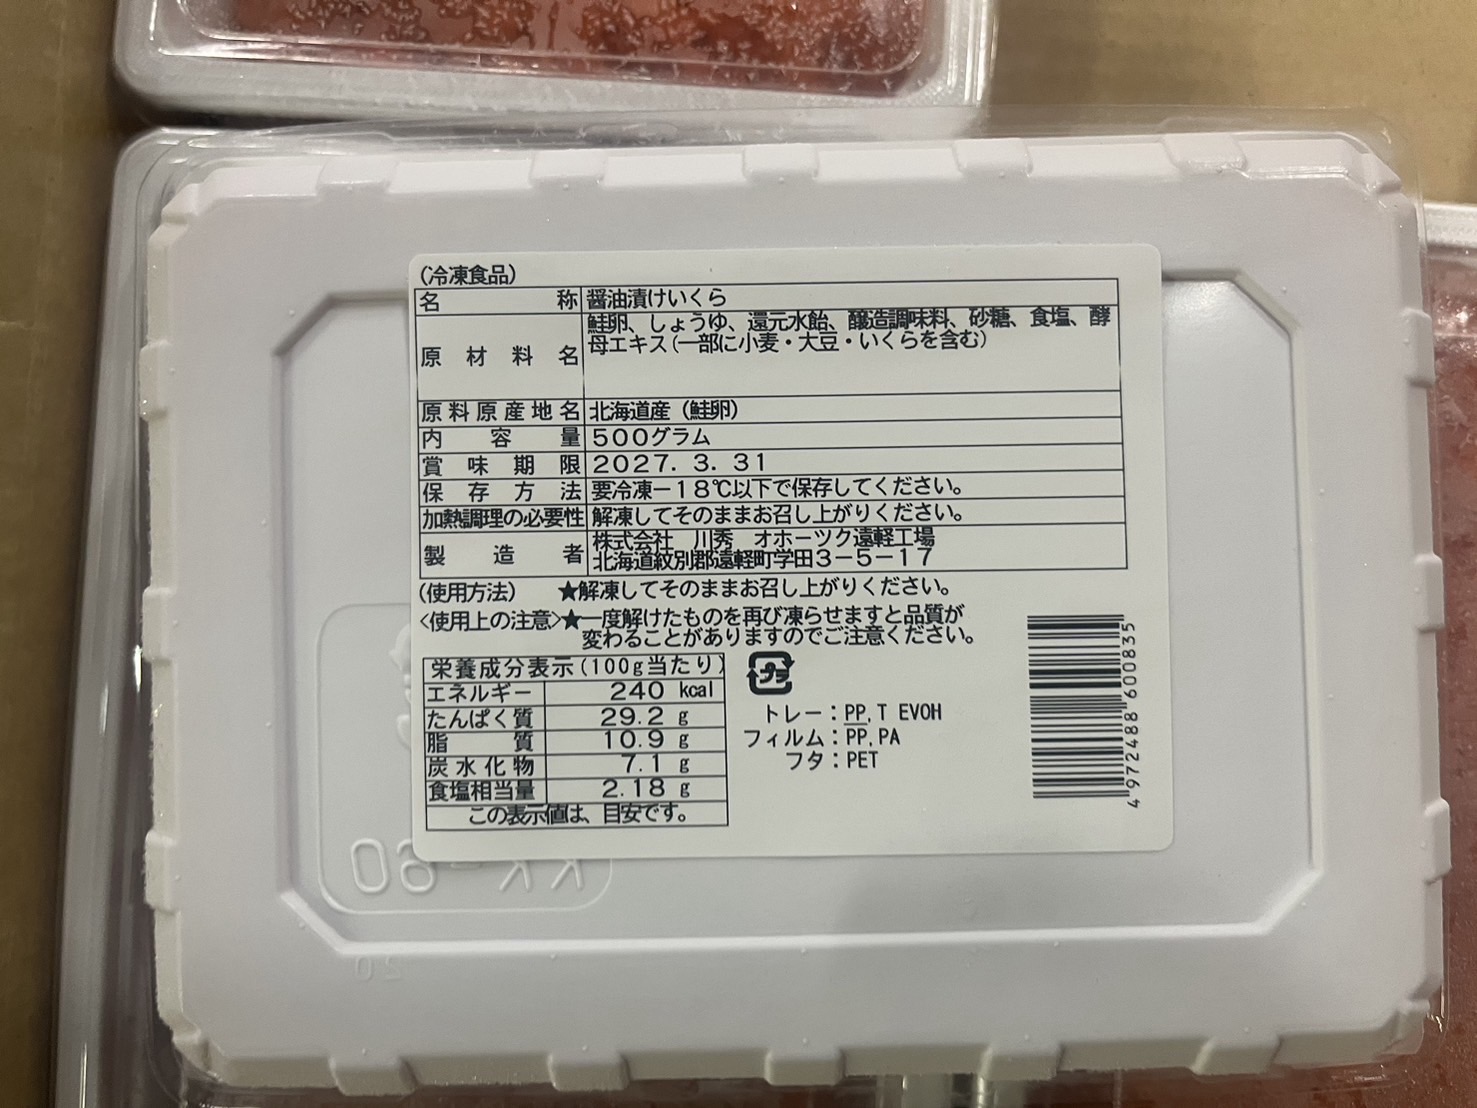 (冷凍食品)
名称 醤油漬けいくら
原材料名 鮭卵、しょうゆ、還元水飴、醸造調味料、砂糖、食塩、酵
母エキス(一部に小麦・大豆・いくらを含む)
原料原産地名 北海道産(鮭卵)
内容量 500グラム
賞味期限 2027. 3. 31
保存方法 要冷凍-18℃以下で保存してください。
加熱調理の必要性 解凍してそのままお召し上がりください。
製造者 株式会社 川秀 オホーツク遠軽工場
北海道紋別郡遠軽町学田3-5-17
(使用方法) ★解凍してそのままお召し上がりください。
<使用上の注意>★一度解けたものを再び凍らせますと品質が
変わることがありますのでご注意ください。
栄養成分表示(100g当たり)
エネルギー 240 kcal
たんぱく質 29.2 g
脂質 10.9 g
炭水化物 7.1 g
食塩相当量 2.18 g
この表示値は、目安です。
プラ
トレー:PP,T EVOH
フィルム:PP,PA
フタ:PET
4 972488 600835
KK-60
20